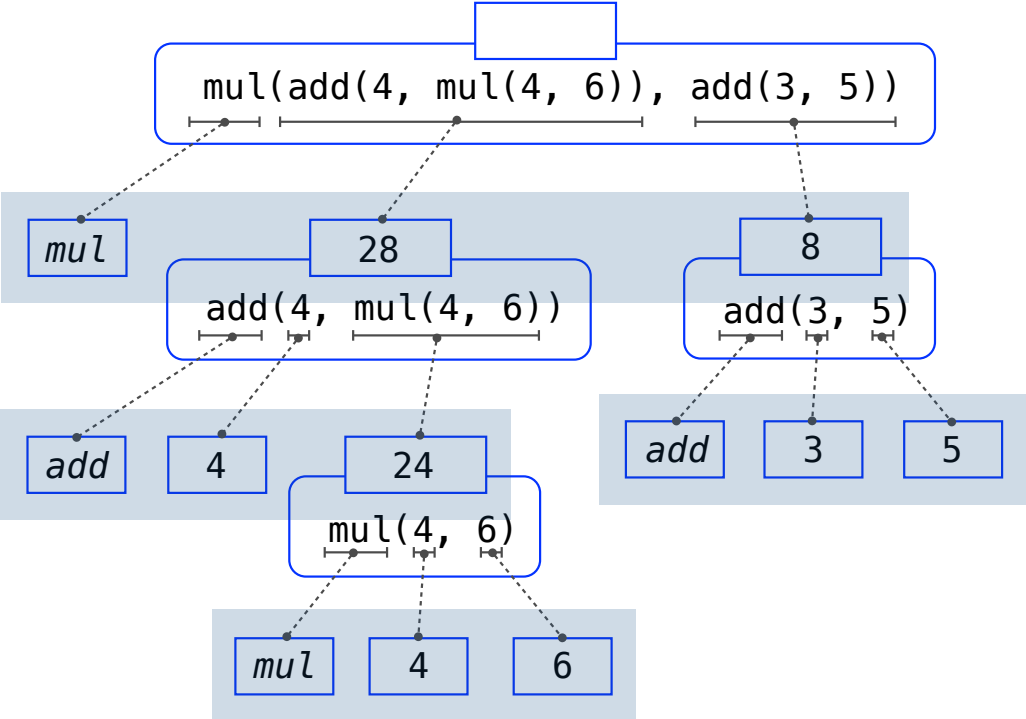 mul(add(4, mul(4, 6)), add(3, 5))
mul 28 8
add(4, mul(4, 6)) add(3, 5)
add 4 24 add 3 5
mul(4, 6)
mul 4 6